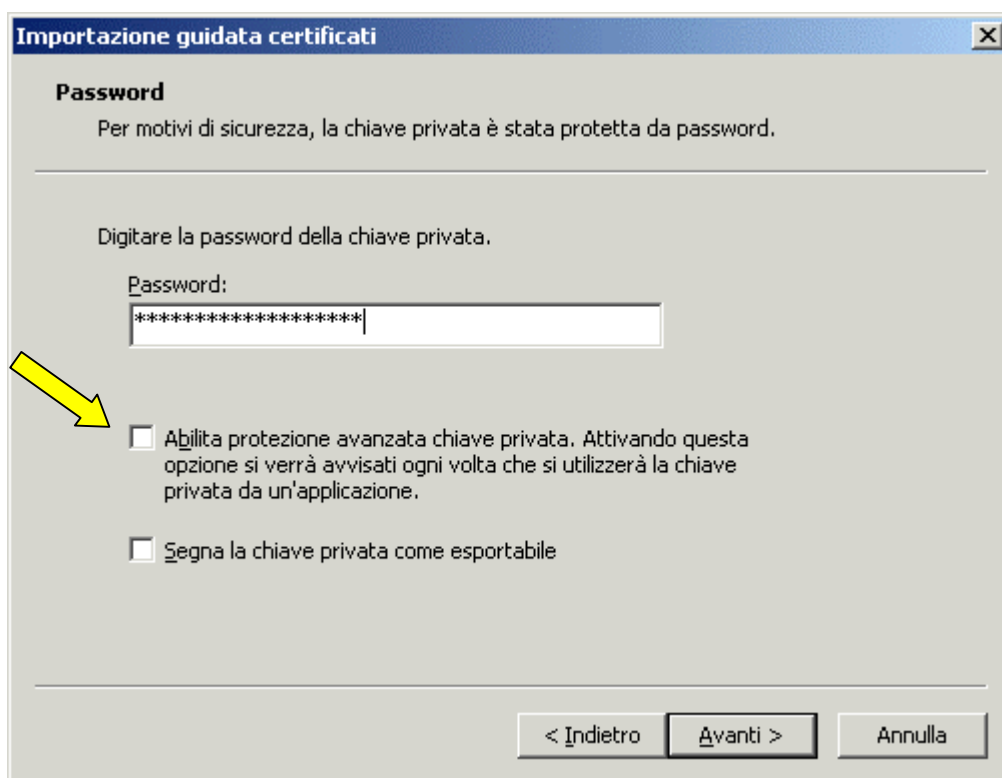 Importazione guidata certificati
Password
Per motivi di sicurezza, la chiave privata è stata protetta da password.
Digitare la password della chiave privata.
Password:
*******************
Abilita protezione avanzata chiave privata. Attivando questa
opzione si verrà avvisati ogni volta che si utilizzerà la chiave
privata da un'applicazione.
Segna la chiave privata come esportabile
< Indietro
Avanti >
Annulla